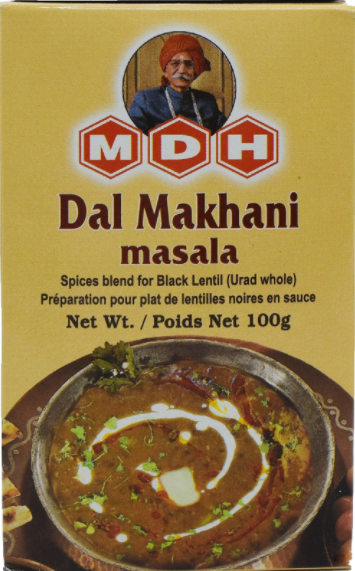 MDH
Dal Makhani
masala
Spices blend for Black Lentil (Urad whole)
Préparation pour plat de lentilles noires en sauce
Net Wt. / Poids Net 100g